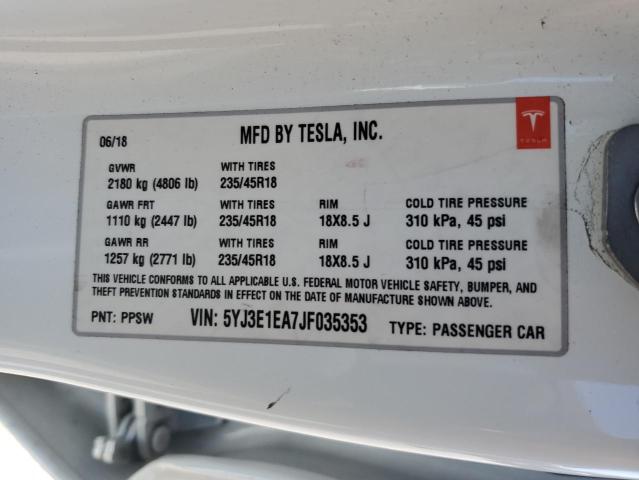 06/18 MFD BY TESLA, INC.
TESLA
GVWR WITH TIRES
2180 kg (4806 lb) 235/45R18
GAWR FRT WITH TIRES RIM COLD TIRE PRESSURE
1110 kg (2447 lb) 235/45R18 18X8.5 J 310 kPa, 45 psi
GAWR RR WITH TIRES RIM COLD TIRE PRESSURE
1257 kg (2771 lb) 235/45R18 18X8.5 J 310 kPa, 45 psi
THIS VEHICLE CONFORMS TO ALL APPLICABLE U.S. FEDERAL MOTOR VEHICLE SAFETY, BUMPER, AND
THEFT PREVENTION STANDARDS IN EFFECT ON THE DATE OF MANUFACTURE SHOWN ABOVE.
PNT: PPSW VIN: 5YJ3E1EA7JF035353 TYPE: PASSENGER CAR